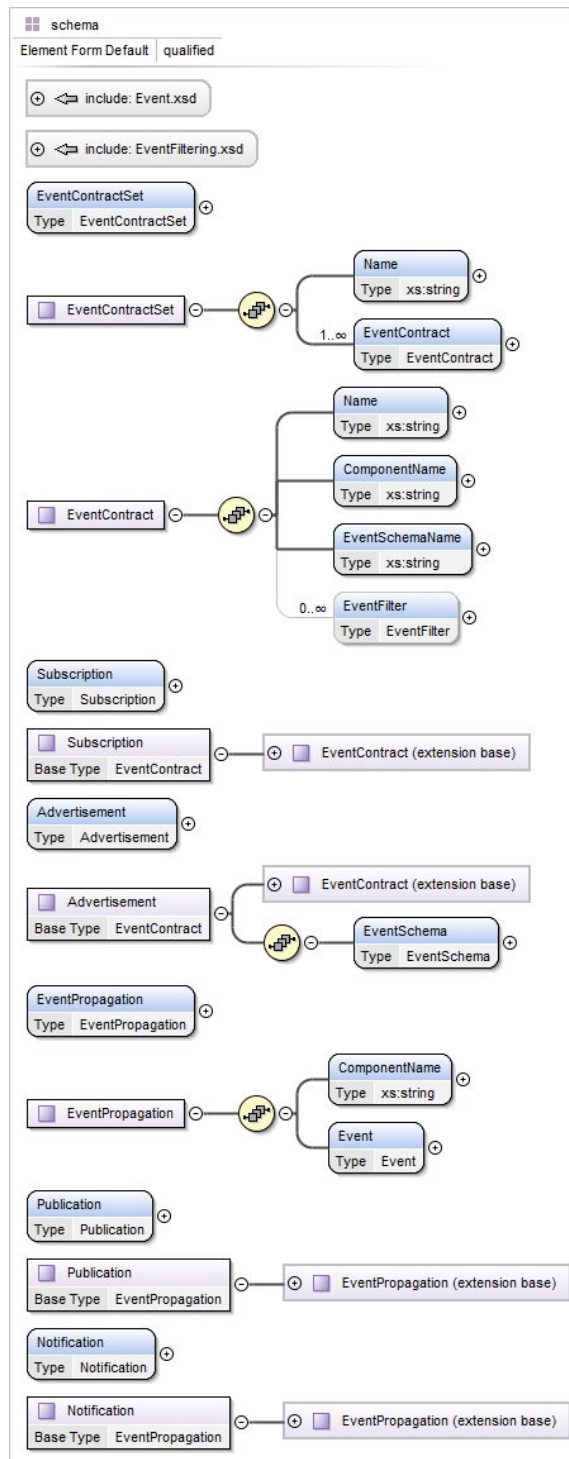 schema
Element Form Default qualified
include: Event.xsd
include: EventFiltering.xsd
EventContractSet
Type EventContractSet
EventContractSet
Name
Type xs:string
1..∞
EventContract
Type EventContract
EventContract
Name
Type xs:string
ComponentName
Type xs:string
EventSchemaName
Type xs:string
0..∞
EventFilter
Type EventFilter
Subscription
Type Subscription
Subscription
Base Type EventContract
EventContract (extension base)
Advertisement
Type Advertisement
Advertisement
Base Type EventContract
EventContract (extension base)
EventSchema
Type EventSchema
EventPropagation
Type EventPropagation
EventPropagation
ComponentName
Type xs:string
Event
Type Event
Publication
Type Publication
Publication
Base Type EventPropagation
EventPropagation (extension base)
Notification
Type Notification
Notification
Base Type EventPropagation
EventPropagation (extension base)